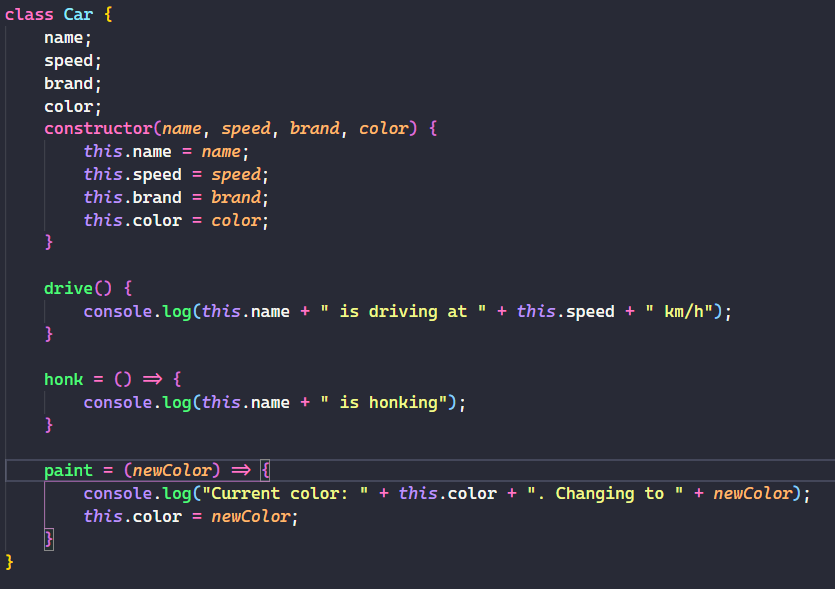 class Car {
    name;
    speed;
    brand;
    color;
    constructor(name, speed, brand, color) {
        this.name = name;
        this.speed = speed;
        this.brand = brand;
        this.color = color;
    }

    drive() {
        console.log(this.name + " is driving at " + this.speed + " km/h");
    }

    honk = () => {
        console.log(this.name + " is honking");
    }

    paint = (newColor) => {
        console.log("Current color: " + this.color + ". Changing to " + newColor);
        this.color = newColor;
    }
}